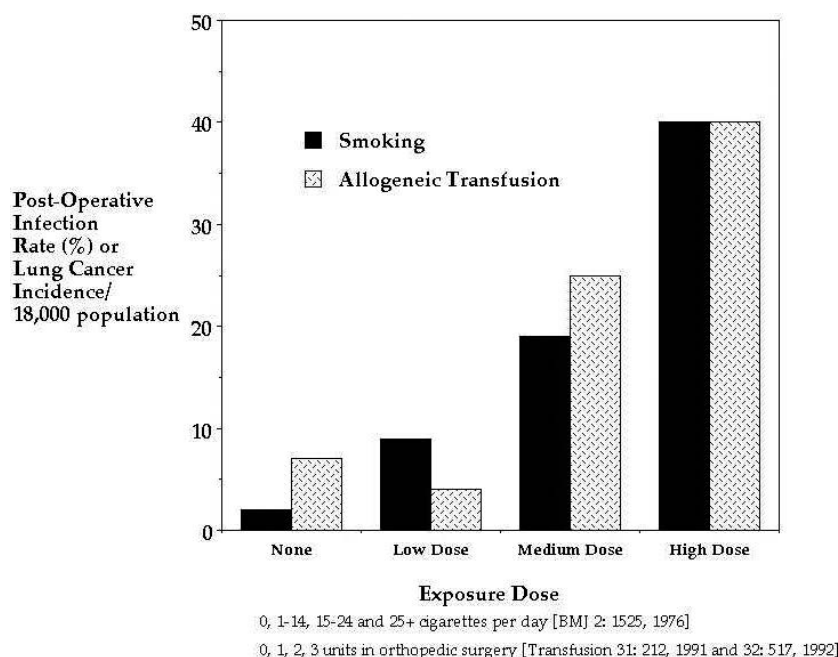 50
40
30
20
10
0
Smoking
Allogeneic Transfusion
Post-Operative
Infection
Rate (%) or
Lung Cancer
Incidence/
18,000 population
None
Low Dose
Medium Dose
High Dose
Exposure Dose
0, 1-14, 15-24 and 25+ cigarettes per day [BMJ 2: 1525, 1976]
0, 1, 2, 3 units in orthopedic surgery [Transfusion 31: 212, 1991 and 32: 517, 1992]